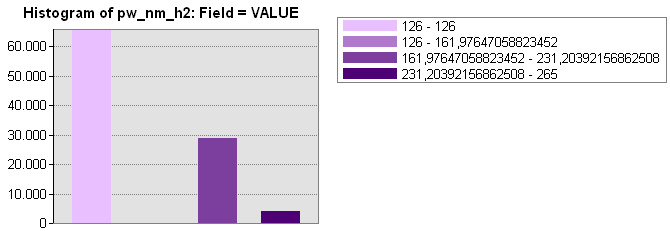 Histogram of pw_nm_h2: Field = VALUE
60.000
50.000
40.000
30.000
20.000
10.000
0
126 - 126
126 - 161,97647058823452
161,97647058823452 - 231,20392156862508
231,20392156862508 - 265